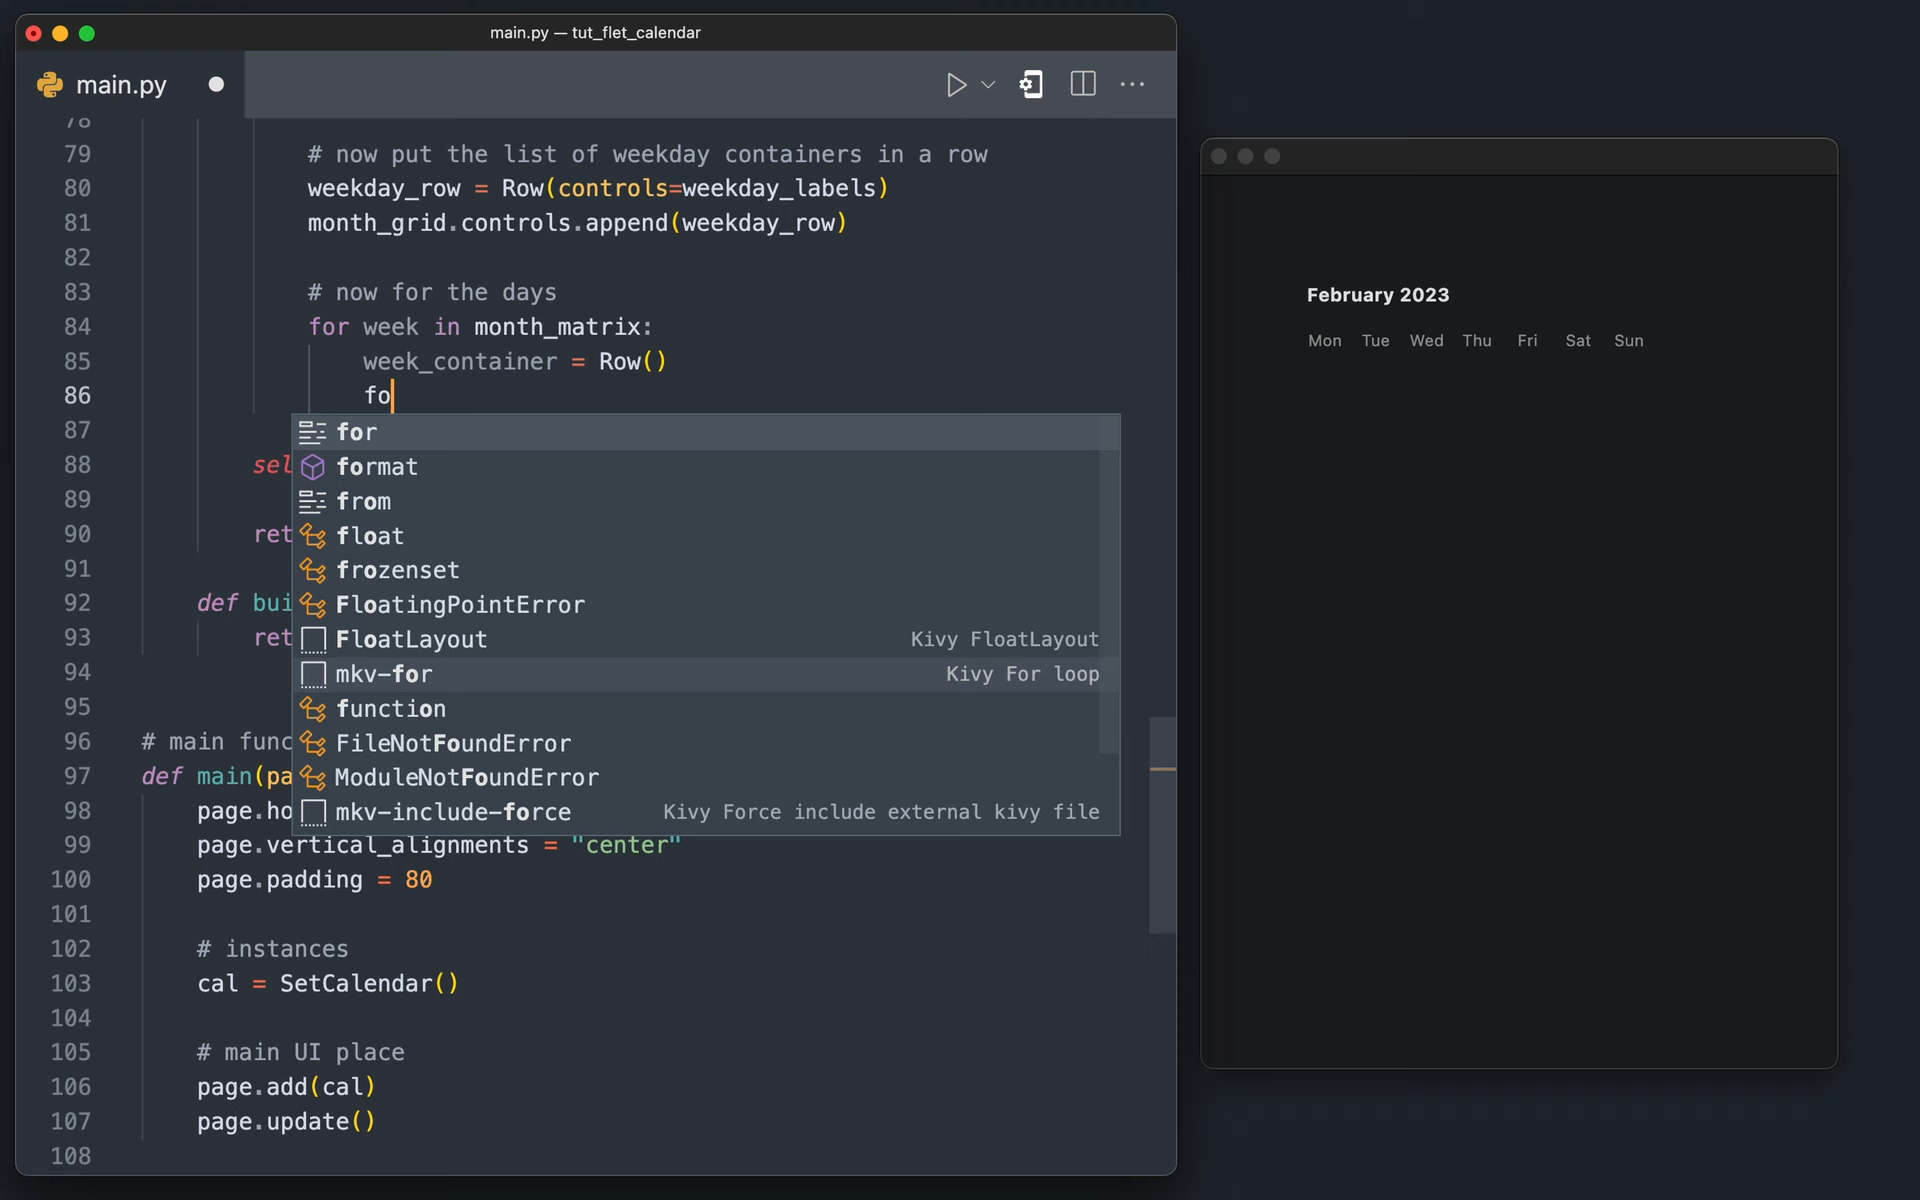 main.py — tut_flet_calendar
main.py
78
79 # now put the list of weekday containers in a row
80 weekday_row = Row(controls=weekday_labels)
81 month_grid.controls.append(weekday_row)
82
83 # now for the days
84 for week in month_matrix:
85 week_container = Row()
86 fo
87
88 sel
89
90 ret
91
92 def bui
93 ret
94
95
96 # main func
97 def main(pa
98 page.ho
99 page.vertical_alignments = "center"
100 page.padding = 80
101
102 # instances
103 cal = SetCalendar()
104
105 # main UI place
106 page.add(cal)
107 page.update()
108
for
format
from
float
frozenset
FloatingPointError
FloatLayout Kivy FloatLayout
mkv-for Kivy For loop
function
FileNotFoundError
ModuleNotFoundError
mkv-include-force Kivy Force include external kivy file
February 2023
Mon Tue Wed Thu Fri Sat Sun